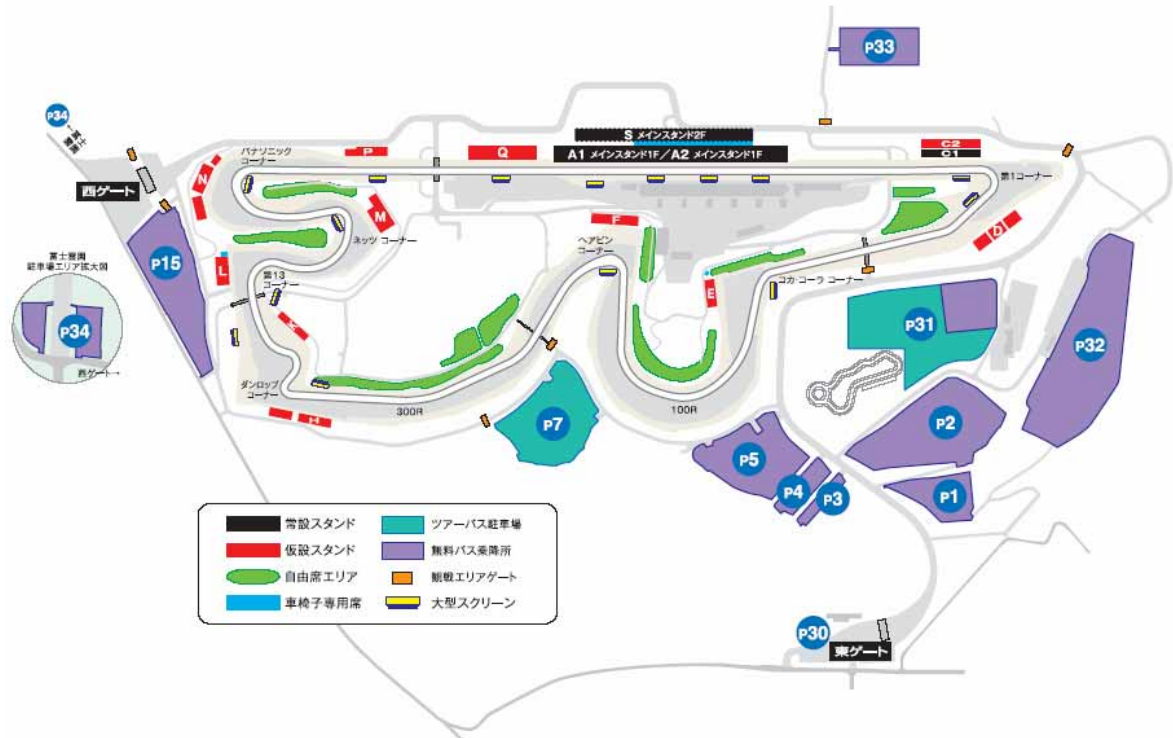 P33
P34
←富士
霊園
S メインスタンド2F
A1 メインスタンド1F/A2 メインスタンド1F
C2
C1
Q
P
パナソニック
コーナー
第1コーナー
N
西ゲート
M
F
D
ネッツ コーナー
ヘアピン
コーナー
P15
L
富士霊園
駐車場エリア拡大図
第13
コーナー
E
コカ・コーラ コーナー
P34
西ゲート→
P31
P32
ダンロップ
コーナー
300R
100R
H
P7
P2
P5
P4
P3
P1
常設スタンド
仮設スタンド
自由席エリア
車椅子専用席
ツアーバス駐車場
無料バス乗降所
観戦エリアゲート
大型スクリーン
P30
東ゲート